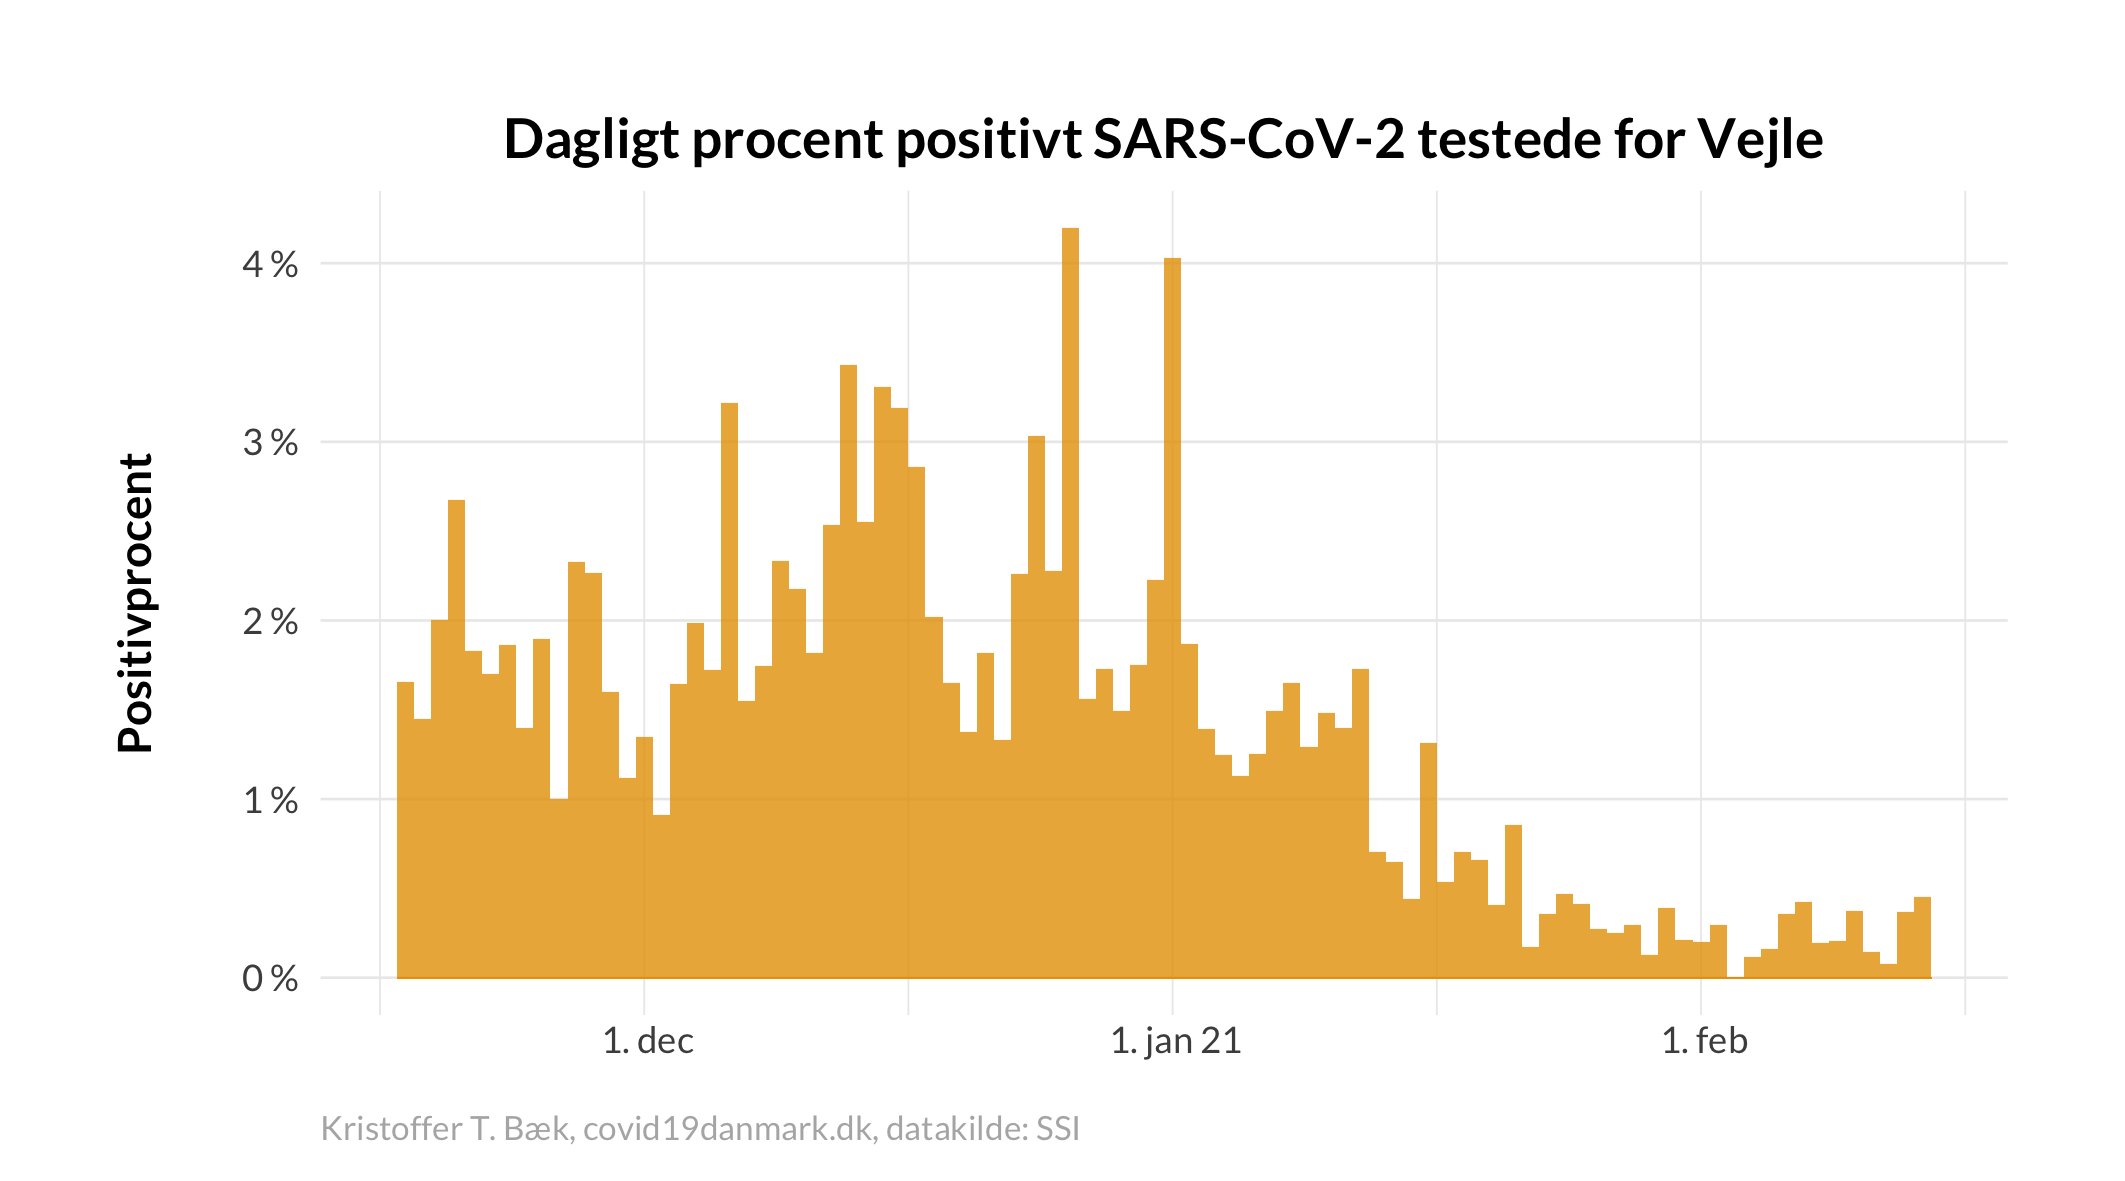 Dagligt procent positivt SARS-CoV-2 testede for Vejle
Positivprocent
4 %
3 %
2 %
1 %
0 %
1. dec
1. jan 21
1. feb
Kristoffer T. Bæk, covid19danmark.dk, datakilde: SSI